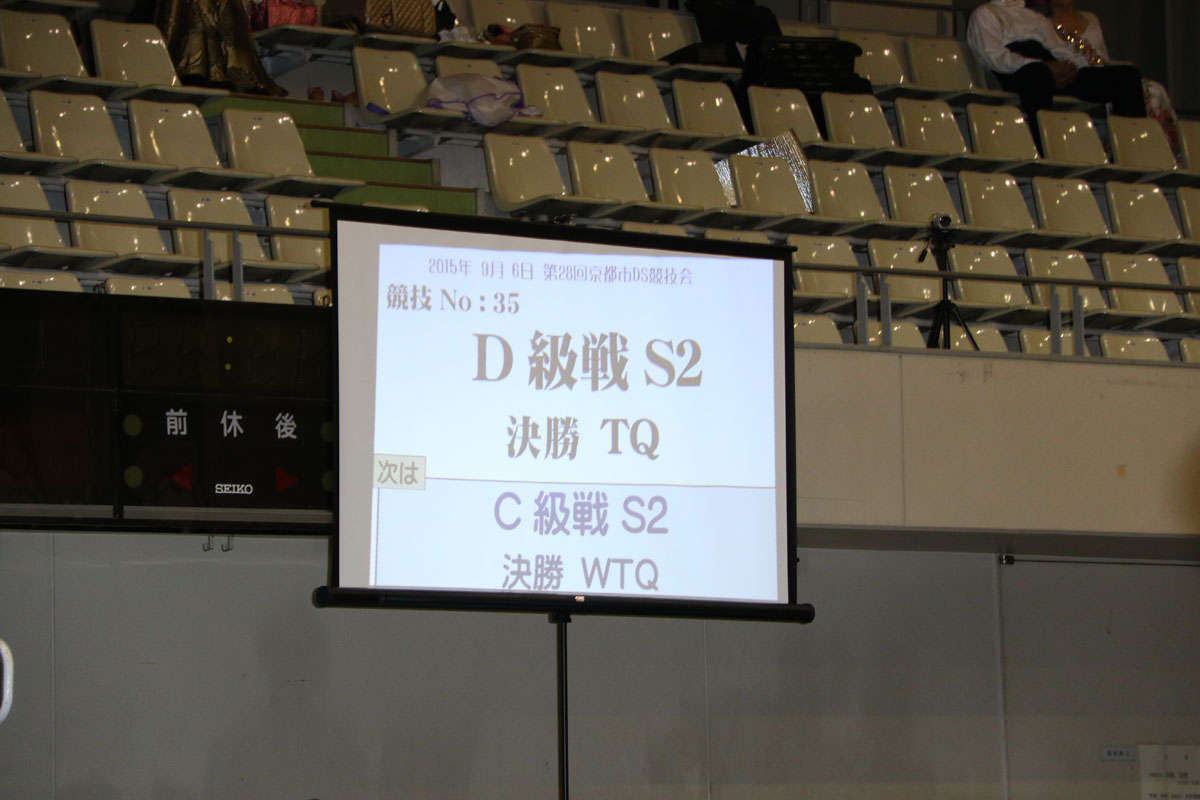 2015年 9月 6日 第28回京都市DS競技会
競技 No : 35
D 級戦 S2
決勝 TQ
次は
C 級戦 S2
決勝 WTQ
前 休 後
SEIKO